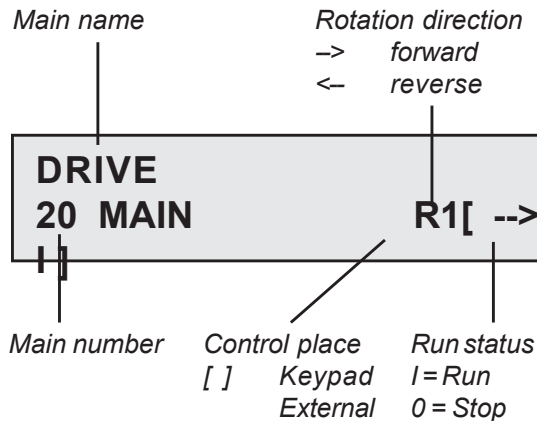 Main name
Rotation direction
–> forward
<– reverse
DRIVE
20 MAIN R1[ -->
I ]
Main number
Control place
[ ] Keypad
External
Run status
I = Run
0 = Stop